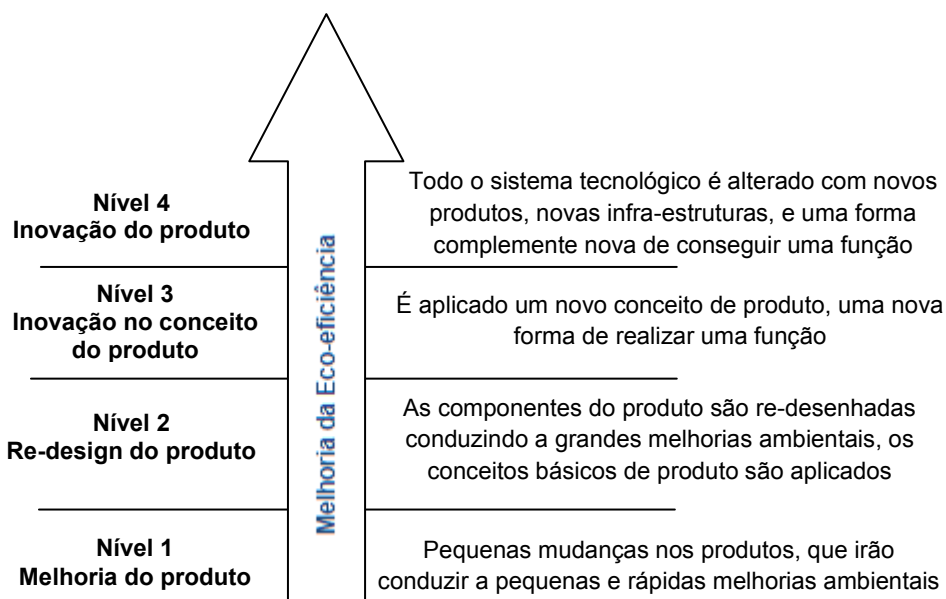 Nível 4
Inovação do produto
Todo o sistema tecnológico é alterado com novos
produtos, novas infra-estruturas, e uma forma
complemente nova de conseguir uma função
Nível 3
Inovação no conceito
do produto
É aplicado um novo conceito de produto, uma nova
forma de realizar uma função
Nível 2
Re-design do produto
As componentes do produto são re-desenhadas
conduzindo a grandes melhorias ambientais, os
conceitos básicos de produto são aplicados
Nível 1
Melhoria do produto
Pequenas mudanças nos produtos, que irão
conduzir a pequenas e rápidas melhorias ambientais
Melhoria da Eco-eficiência